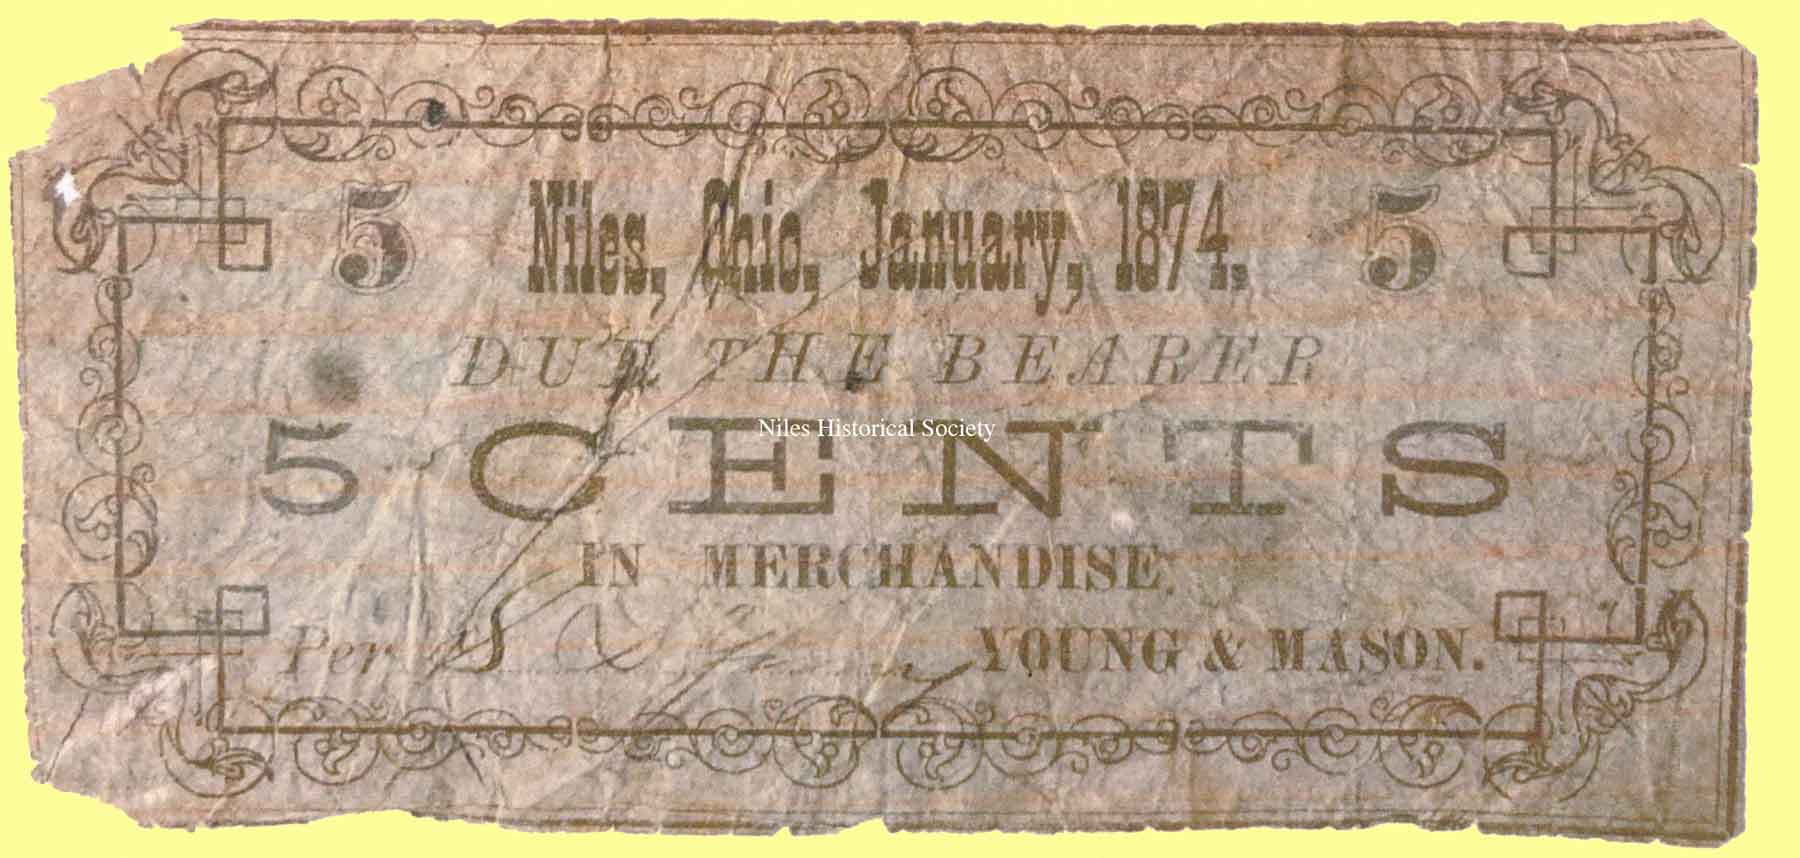 5 Niles, Ohio, January, 1874. 5
DUE THE BEARER
5 CENTS
Niles Historical Society
IN MERCHANDISE.
Per YOUNG & MASON.